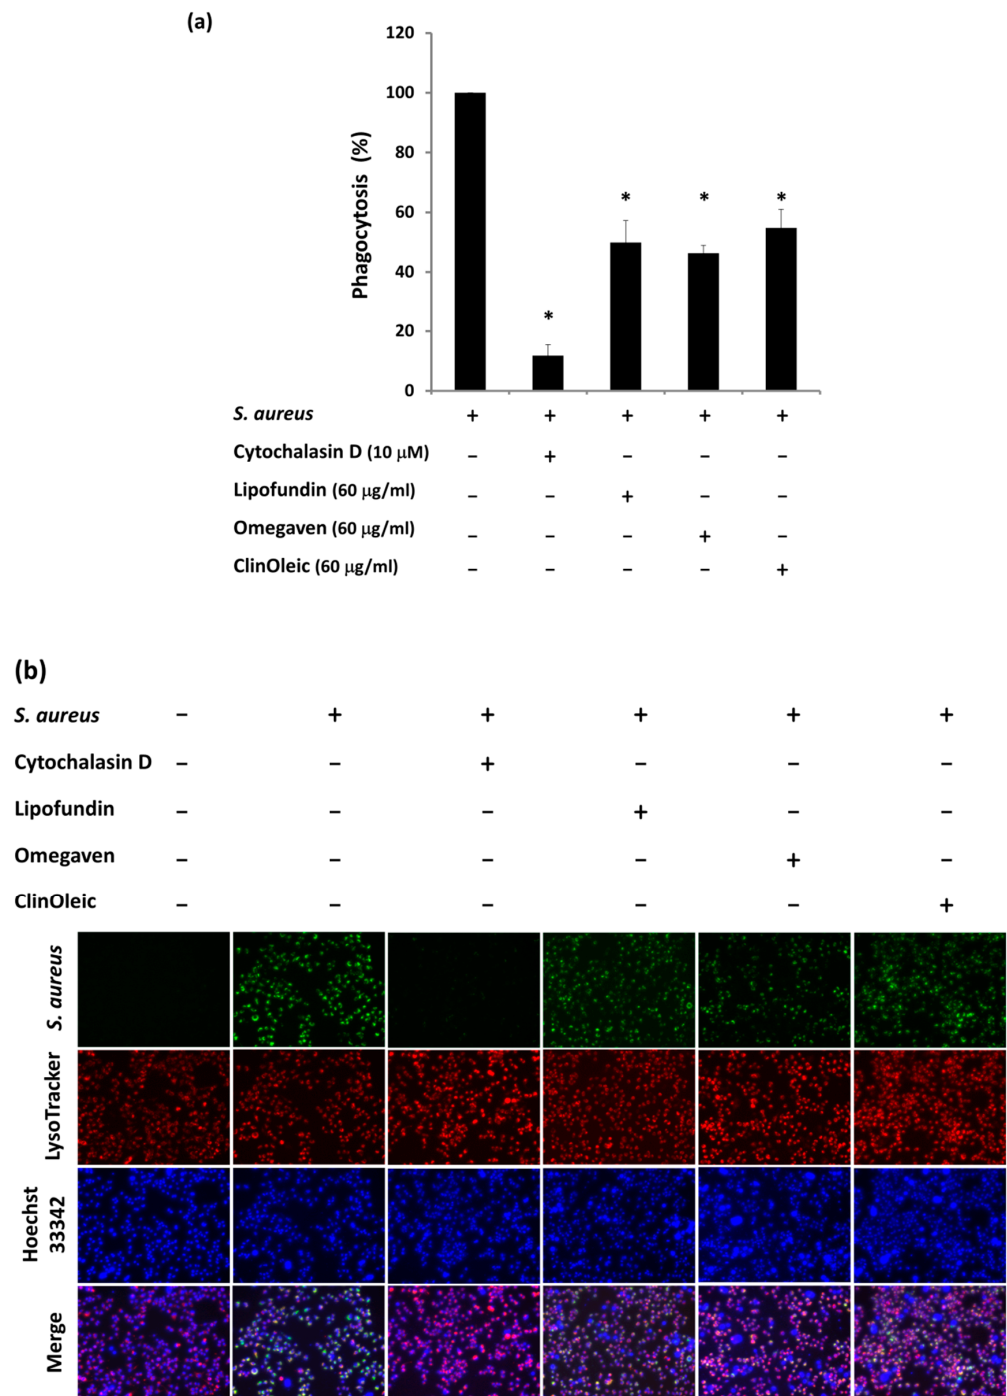 (a)
120
100
80
60
40
20
0
Phagocytosis (%)
*
*
*
*
S. aureus + + + + +
Cytochalasin D (10 μM) – + – – –
Lipofundin (60 μg/ml) – – + – –
Omegaven (60 μg/ml) – – – + –
ClinOleic (60 μg/ml) – – – – +
(b)
S. aureus – + + + + +
Cytochalasin D – – + – – –
Lipofundin – – – + – –
Omegaven – – – – + –
ClinOleic – – – – – +
S. aureus
LysoTracker
Hoechst
33342
Merge